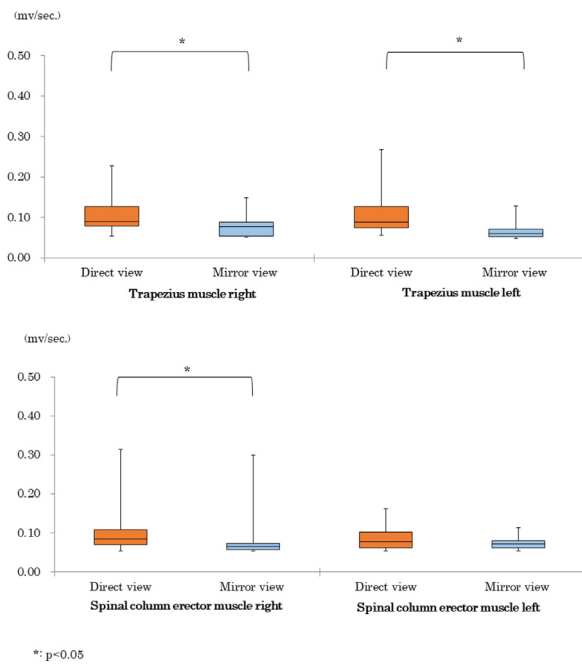 (mv/sec.)
*
*
0.50
0.40
0.30
0.20
0.10
0.00
Direct view Mirror view Direct view Mirror view
Trapezius muscle right Trapezius muscle left
(mv/sec.)
*
0.50
0.40
0.30
0.20
0.10
0.00
Direct view Mirror view Direct view Mirror view
Spinal column erector muscle right Spinal column erector muscle left
*: p<0.05